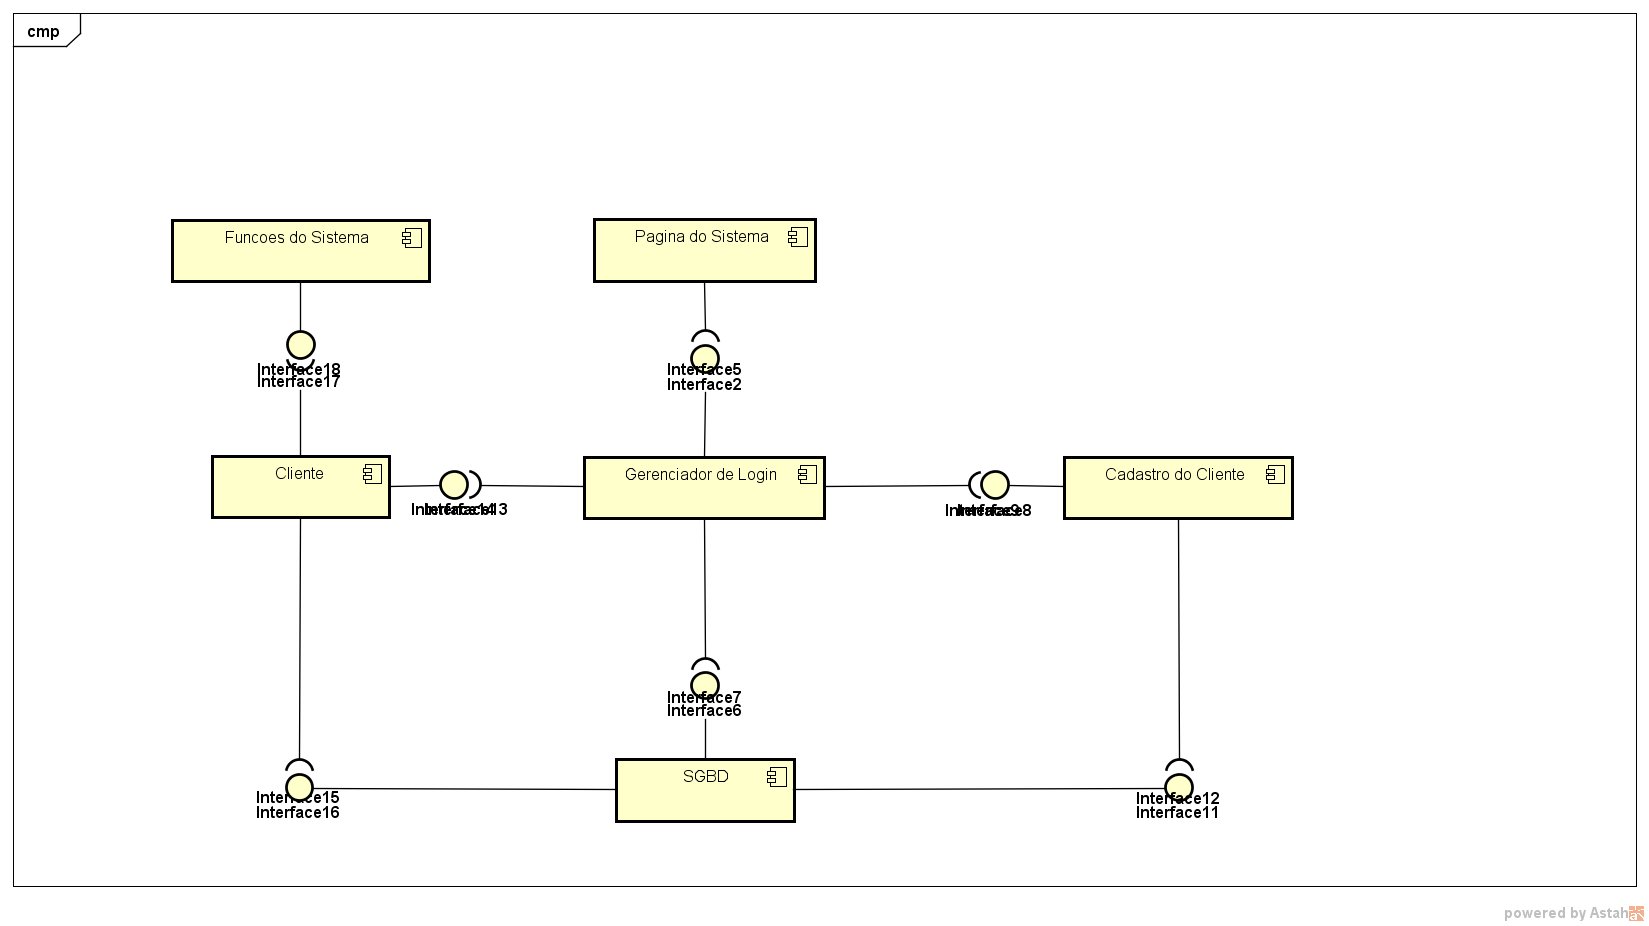 cmp
Funcoes do Sistema
Pagina do Sistema
Interface18
Interface17
Interface5
Interface2
Cliente
Gerenciador de Login
Cadastro do Cliente
Interface14
Interface13
Interface9
Interface8
Interface7
Interface6
SGBD
Interface15
Interface16
Interface12
Interface11
powered by Astah